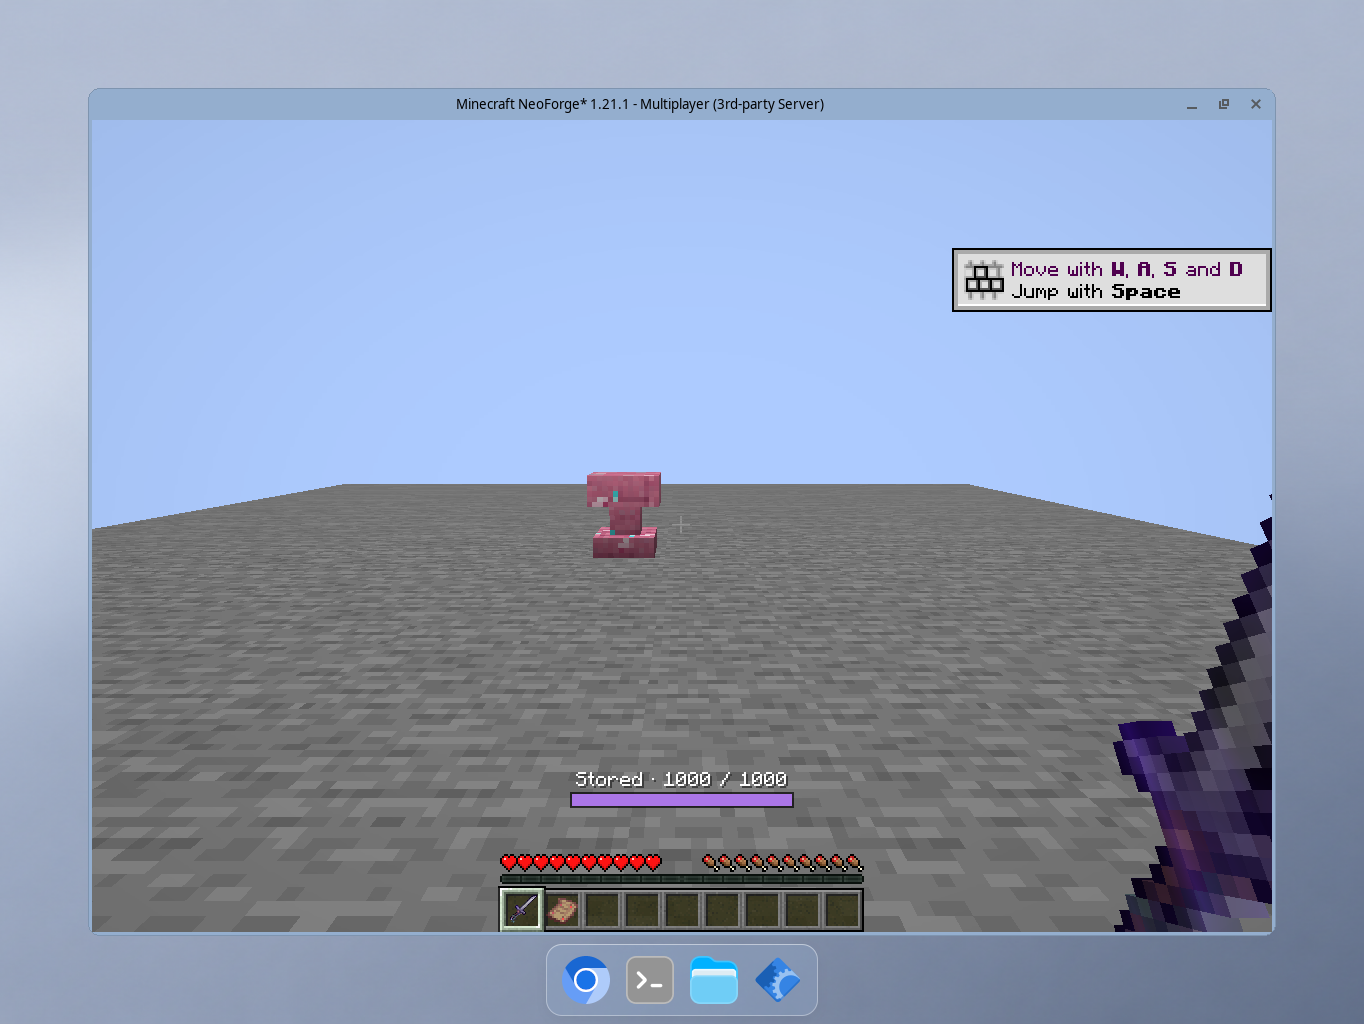 Minecraft NeoForge* 1.21.1 - Multiplayer (3rd-party Server)
Move with W, A, S and D
Jump with Space
Stored · 1000 / 1000